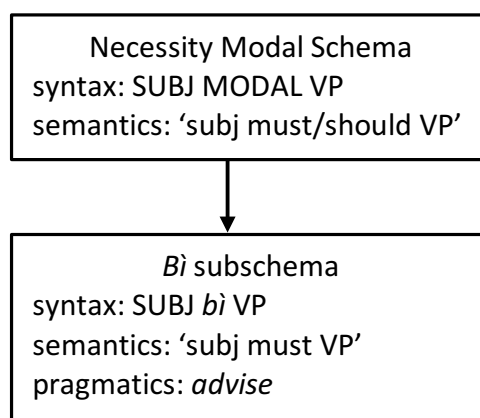 Necessity Modal Schema
syntax: SUBJ MODAL VP
semantics: ‘subj must/should VP’
Bì subschema
syntax: SUBJ bì VP
semantics: ‘subj must VP’
pragmatics: advise